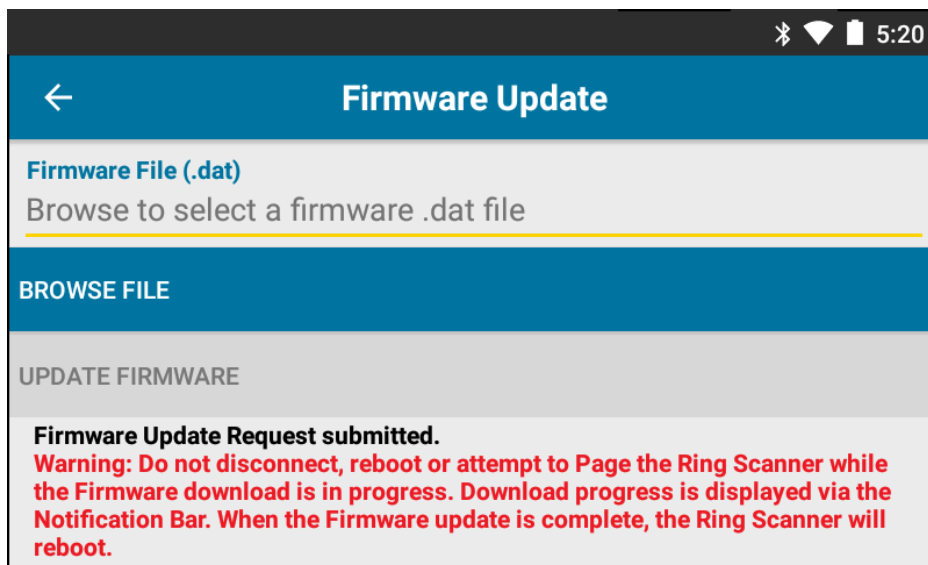 5:20
Firmware Update
Firmware File (.dat)
Browse to select a firmware .dat file
BROWSE FILE
UPDATE FIRMWARE
Firmware Update Request submitted.
Warning: Do not disconnect, reboot or attempt to Page the Ring Scanner while
the Firmware download is in progress. Download progress is displayed via the
Notification Bar. When the Firmware update is complete, the Ring Scanner will
reboot.